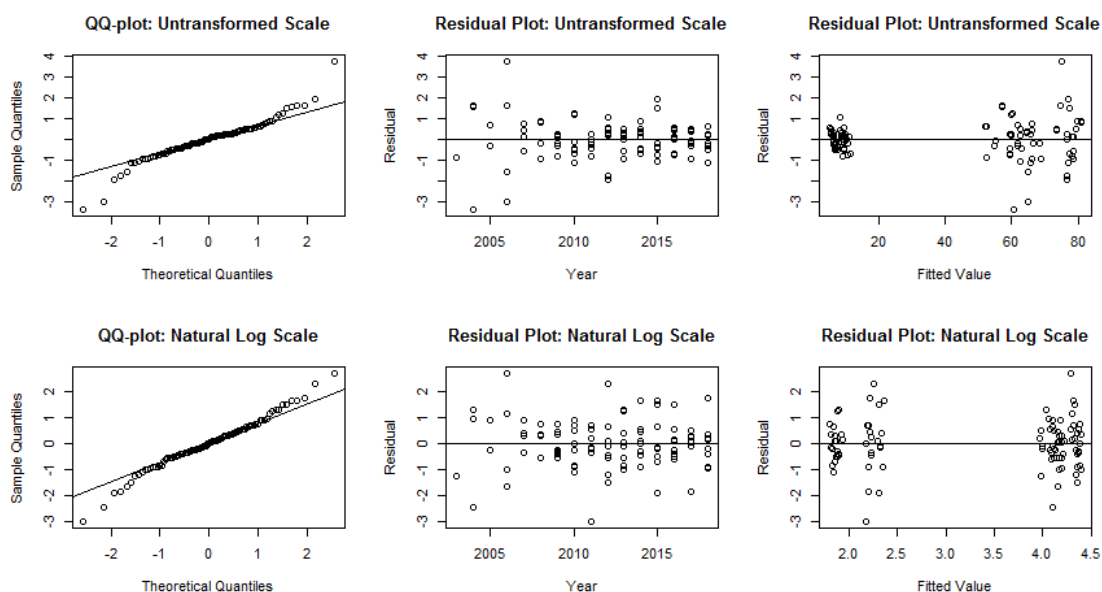 QQ-plot: Untransformed Scale
Sample Quantiles
4
3
2
1
-1
-3
-2 -1 0 1 2
Theoretical Quantiles
Residual Plot: Untransformed Scale
Residual
4
3
2
1
-1
-3
2005 2010 2015
Year
Residual Plot: Untransformed Scale
Residual
4
3
2
1
-1
-3
20 40 60 80
Fitted Value
QQ-plot: Natural Log Scale
Sample Quantiles
2
1
0
-1
-2
-3
-2 -1 0 1 2
Theoretical Quantiles
Residual Plot: Natural Log Scale
Residual
2
1
0
-1
-2
-3
2005 2010 2015
Year
Residual Plot: Natural Log Scale
Residual
2
1
0
-1
-2
-3
2.0 2.5 3.0 3.5 4.0 4.5
Fitted Value